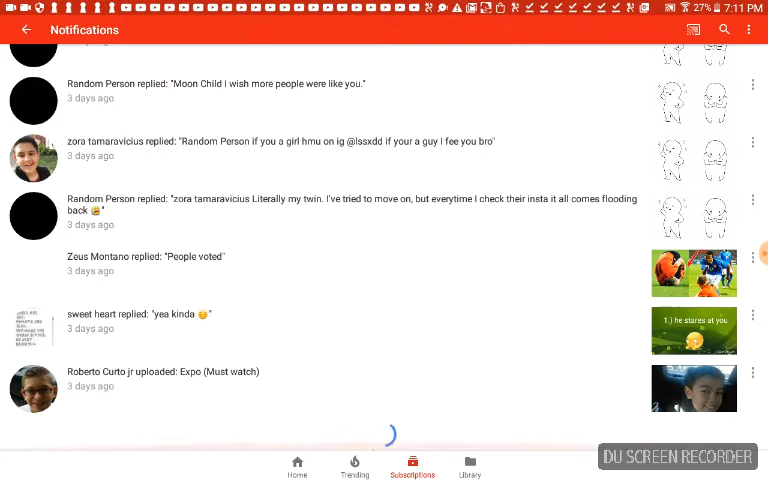 27% 7:11 PM
Notifications
Random Person replied: "Moon Child I wish more people were like you."
3 days ago
zora tamaravicius replied: "Random Person if you a girl hmu on ig @lssxdd if your a guy I fee you bro"
3 days ago
Random Person replied: "zora tamaravicius Literally my twin. I've tried to move on, but everytime I check their insta it all comes flooding
back 😭"
3 days ago
Zeus Montano replied: "People voted"
3 days ago
sweet heart replied: "yea kinda 😊"
3 days ago
1.) he stares at you
Roberto Curto jr uploaded: Expo (Must watch)
3 days ago
Home Trending Subscriptions Library
DU SCREEN RECORDER